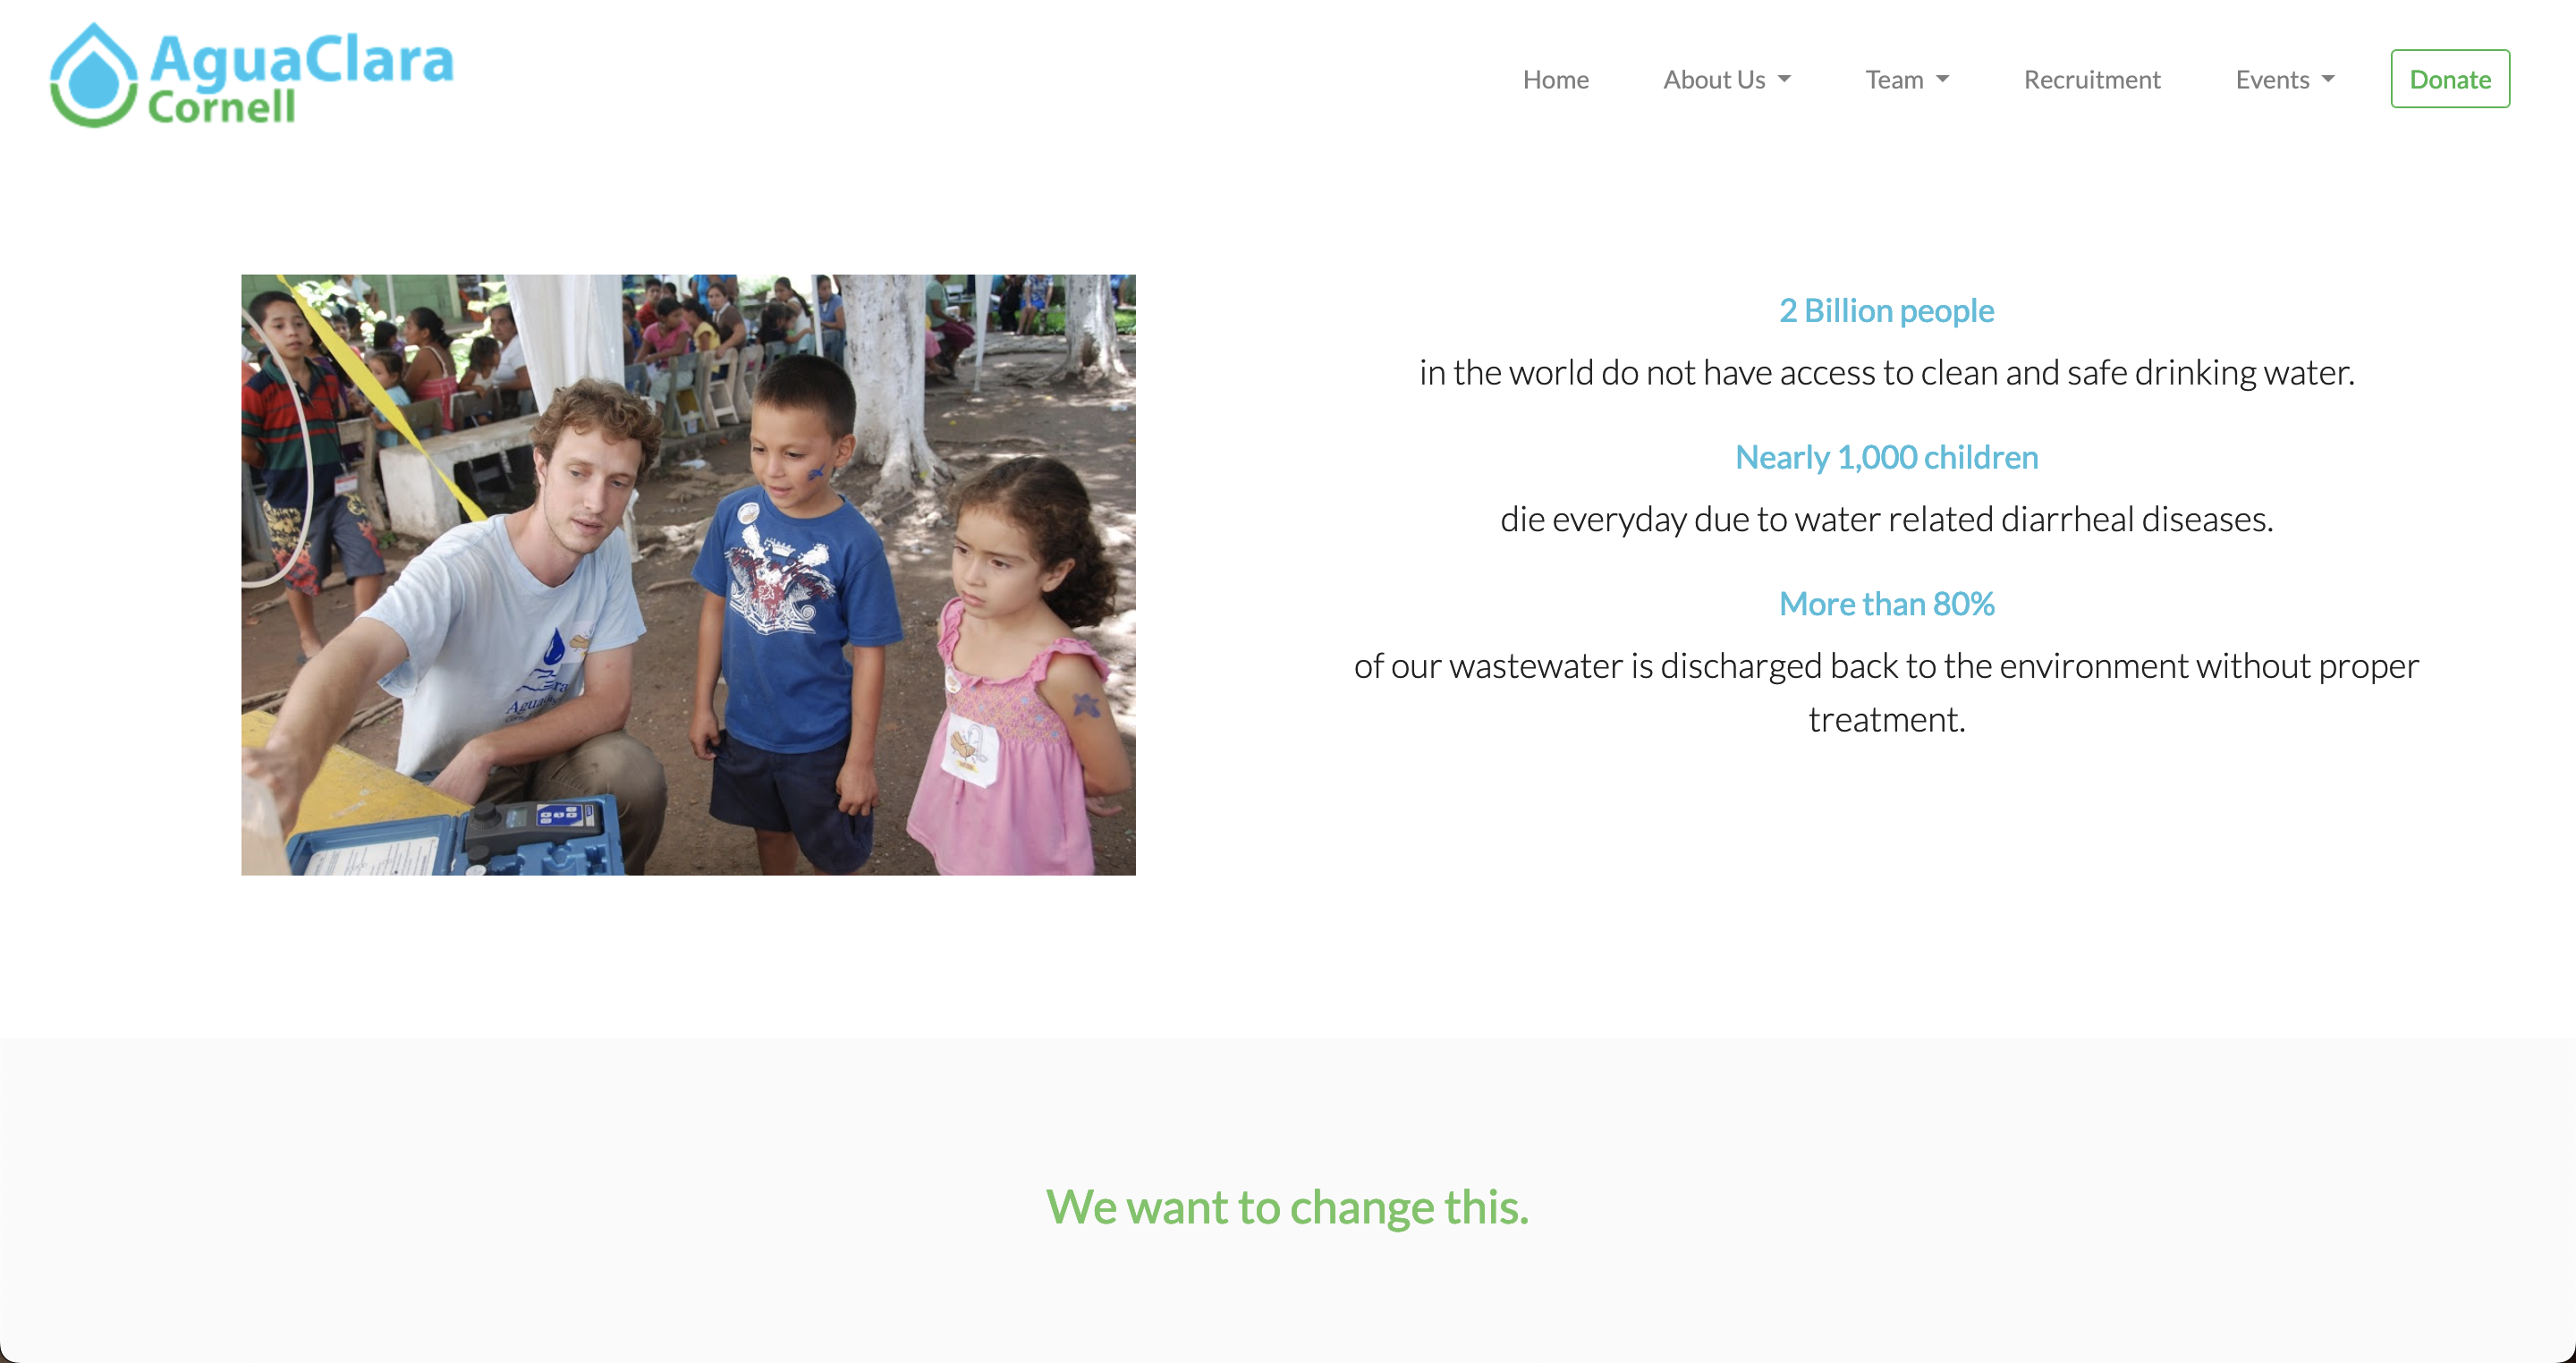 AguaClara
Cornell
Home About Us Team Recruitment Events Donate
2 Billion people
in the world do not have access to clean and safe drinking water.
Nearly 1,000 children
die everyday due to water related diarrheal diseases.
More than 80%
of our wastewater is discharged back to the environment without proper
treatment.
We want to change this.